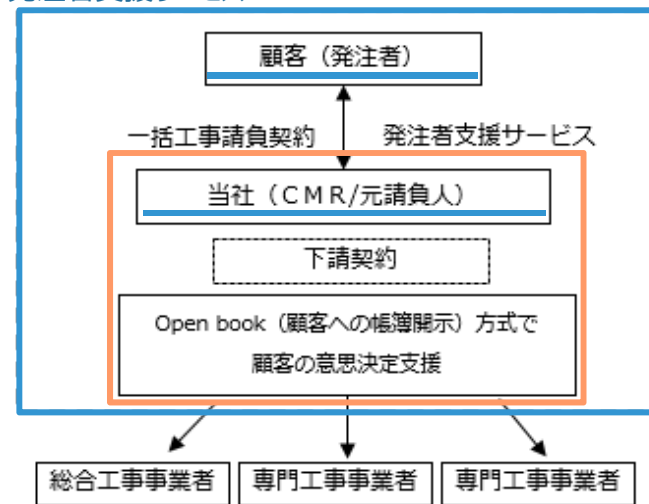 顧客（発注者）
一括工事請負契約 発注者支援サービス
当社（ＣＭＲ/元請負人）
下請契約
Open book（顧客への帳簿開示）方式で
顧客の意思決定支援
総合工事事業者 専門工事事業者 専門工事事業者